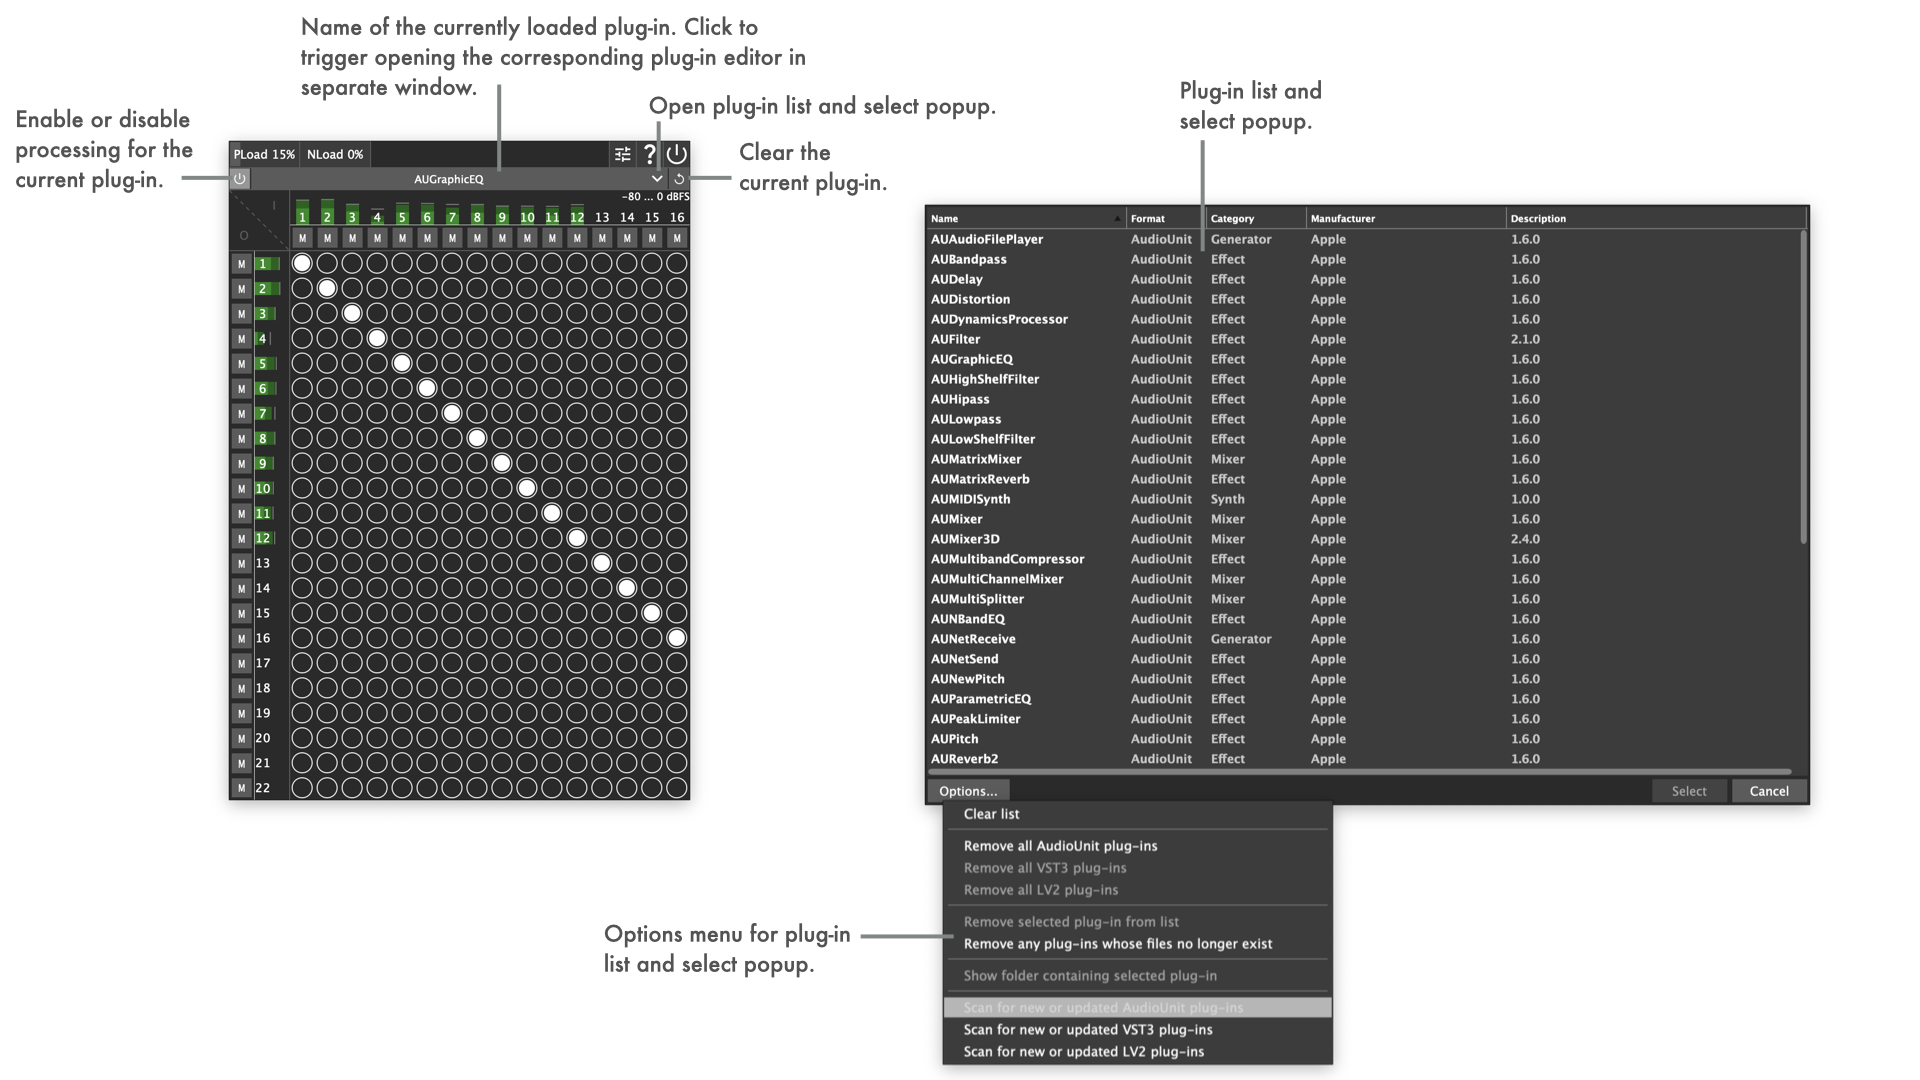 Name of the currently loaded plug-in. Click to
trigger opening the corresponding plug-in editor in
separate window.
Open plug-in list and select popup.
Enable or disable
processing for the
current plug-in.
Clear the
current plug-in.
Plug-in list and
select popup.
PLoad 15% NLoad 0% ?
AUGraphicEQ
-80 ... 0 dBFS
I
O
1 2 3 4 5 6 7 8 9 10 11 12 13 14 15 16
M M M M M M M M M M M M M M M M
M 1
M 2
M 3
M 4
M 5
M 6
M 7
M 8
M 9
M 10
M 11
M 12
M 13
M 14
M 15
M 16
M 17
M 18
M 19
M 20
M 21
M 22
Name Format Category Manufacturer Description
AUAudioFilePlayer AudioUnit Generator Apple 1.6.0
AUBandpass AudioUnit Effect Apple 1.6.0
AUDelay AudioUnit Effect Apple 1.6.0
AUDistortion AudioUnit Effect Apple 1.6.0
AUDynamicsProcessor AudioUnit Effect Apple 1.6.0
AUFilter AudioUnit Effect Apple 2.1.0
AUGraphicEQ AudioUnit Effect Apple 1.6.0
AUHighShelfFilter AudioUnit Effect Apple 1.6.0
AUHipass AudioUnit Effect Apple 1.6.0
AULowpass AudioUnit Effect Apple 1.6.0
AULowShelfFilter AudioUnit Effect Apple 1.6.0
AUMatrixMixer AudioUnit Mixer Apple 1.6.0
AUMatrixReverb AudioUnit Effect Apple 1.6.0
AUMIDISynth AudioUnit Synth Apple 1.0.0
AUMixer AudioUnit Mixer Apple 1.6.0
AUMixer3D AudioUnit Mixer Apple 2.4.0
AUMultibandCompressor AudioUnit Effect Apple 1.6.0
AUMultiChannelMixer AudioUnit Mixer Apple 1.6.0
AUMultiSplitter AudioUnit Mixer Apple 1.6.0
AUNBandEQ AudioUnit Effect Apple 1.6.0
AUNetReceive AudioUnit Generator Apple 1.6.0
AUNetSend AudioUnit Effect Apple 1.6.0
AUNewPitch AudioUnit Effect Apple 1.6.0
AUParametricEQ AudioUnit Effect Apple 1.6.0
AUPeakLimiter AudioUnit Effect Apple 1.6.0
AUPitch AudioUnit Effect Apple 1.6.0
AUReverb2 AudioUnit Effect Apple 1.6.0
Options... Select Cancel
Clear list
Remove all AudioUnit plug-ins
Remove all VST3 plug-ins
Remove all LV2 plug-ins
Remove selected plug-in from list
Remove any plug-ins whose files no longer exist
Show folder containing selected plug-in
Scan for new or updated AudioUnit plug-ins
Scan for new or updated VST3 plug-ins
Scan for new or updated LV2 plug-ins
Options menu for plug-in
list and select popup.